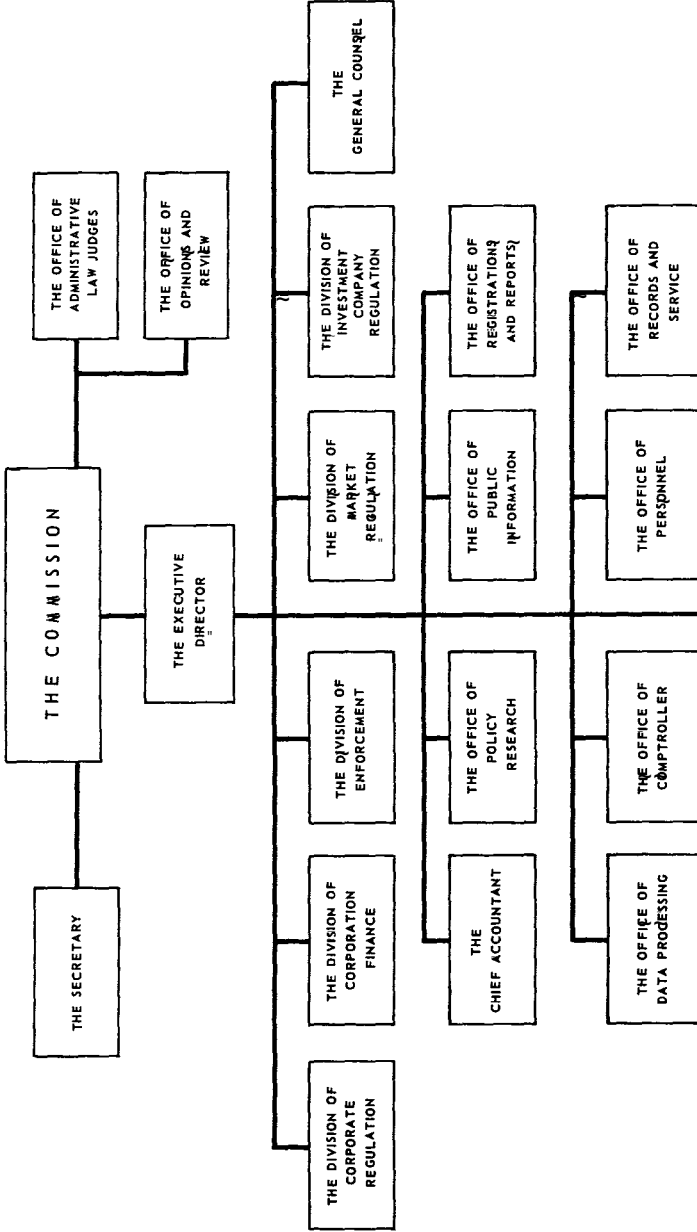 THE COMMISSION
THE SECRETARY
THE OFFICE OF
ADMINISTRATIVE
LAW JUDGES
THE OFFICE OF
OPINIONS AND
REVIEW
THE EXECUTIVE
DIRECTOR
THE DIVISION OF
CORPORATE
REGULATION
THE DIVISION OF
CORPORATION
FINANCE
THE DIVISION OF
ENFORCEMENT
THE DIVISION OF
MARKET
REGULATION
THE DIVISION OF
INVESTMENT
COMPANY
REGULATION
THE
GENERAL COUNSEL
THE
CHIEF ACCOUNTANT
THE OFFICE OF
POLICY
RESEARCH
THE OFFICE OF
PUBLIC
INFORMATION
THE OFFICE OF
REGISTRATIONS
AND REPORTS
THE OFFICE OF
DATA PROCESSING
THE OFFICE OF
COMPTROLLER
THE OFFICE OF
PERSONNEL
THE OFFICE OF
RECORDS AND
SERVICE